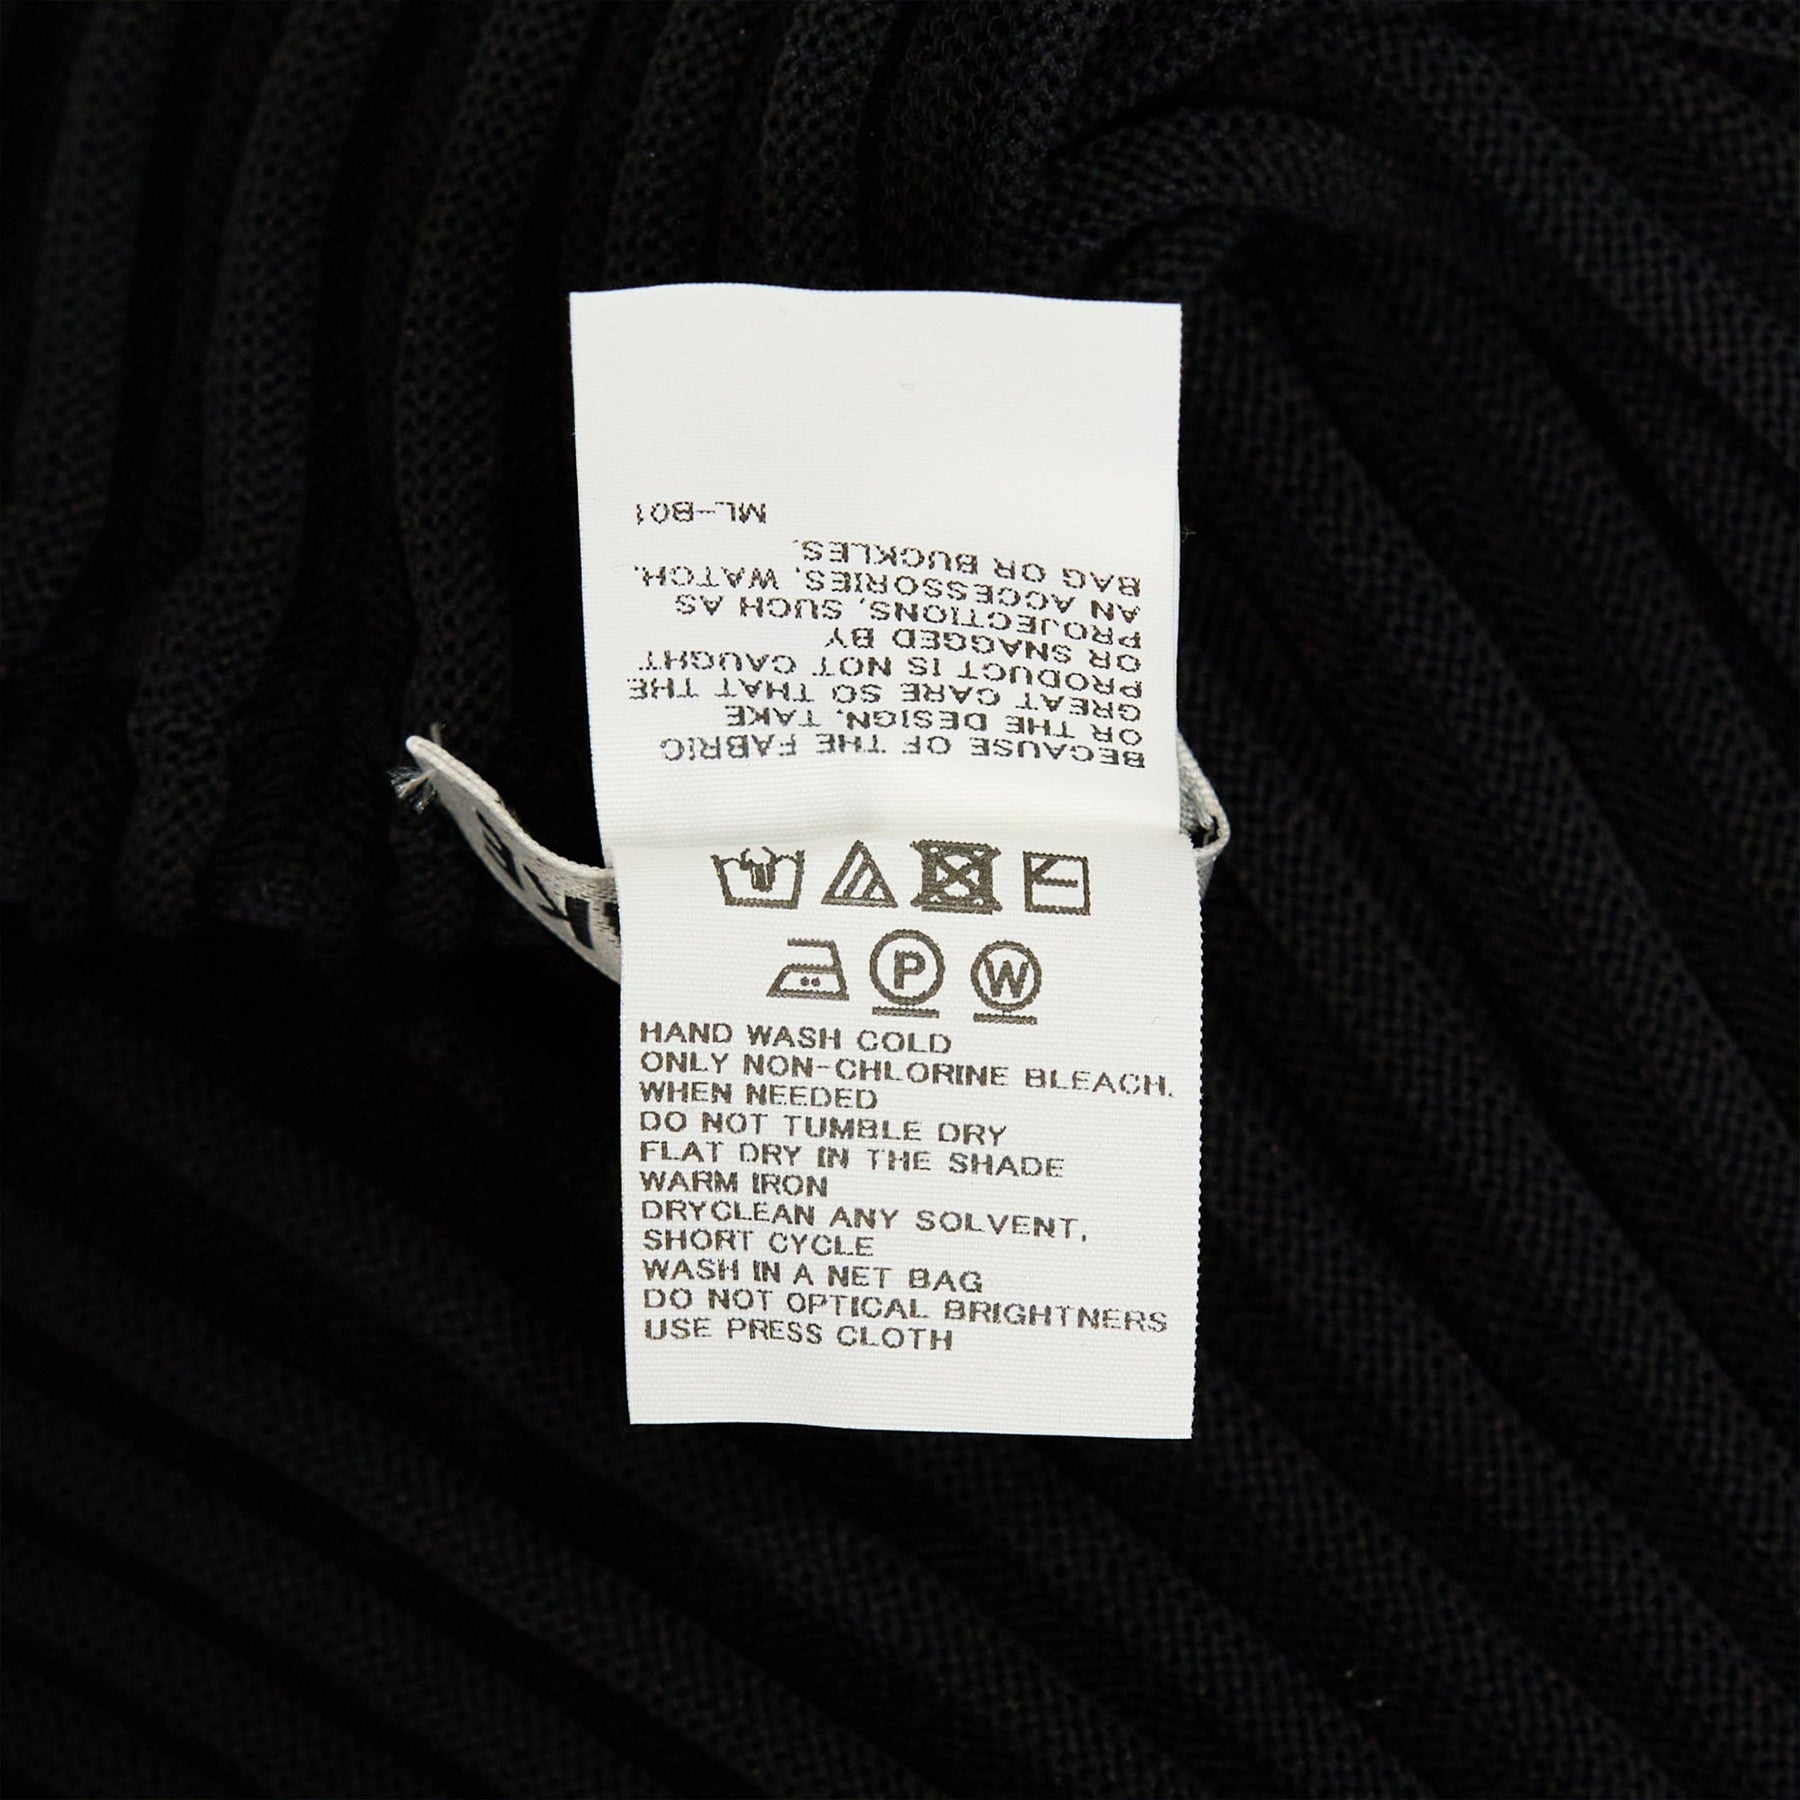 BECAUSE OF THE FABRIC
OR THE DESIGN, TAKE
GREAT CARE SO THAT THE
PRODUCT IS NOT CAUGHT
OR SNAGGED BY
PROJECTIONS, SUCH AS
AN ACCESSORIES, WATCH,
BAG OR BUCKLES.
ML-B01
P W
HAND WASH COLD
ONLY NON-CHLORINE BLEACH.
WHEN NEEDED
DO NOT TUMBLE DRY
FLAT DRY IN THE SHADE
WARM IRON
DRYCLEAN ANY SOLVENT,
SHORT CYCLE
WASH IN A NET BAG
DO NOT OPTICAL BRIGHTNERS
USE PRESS CLOTH